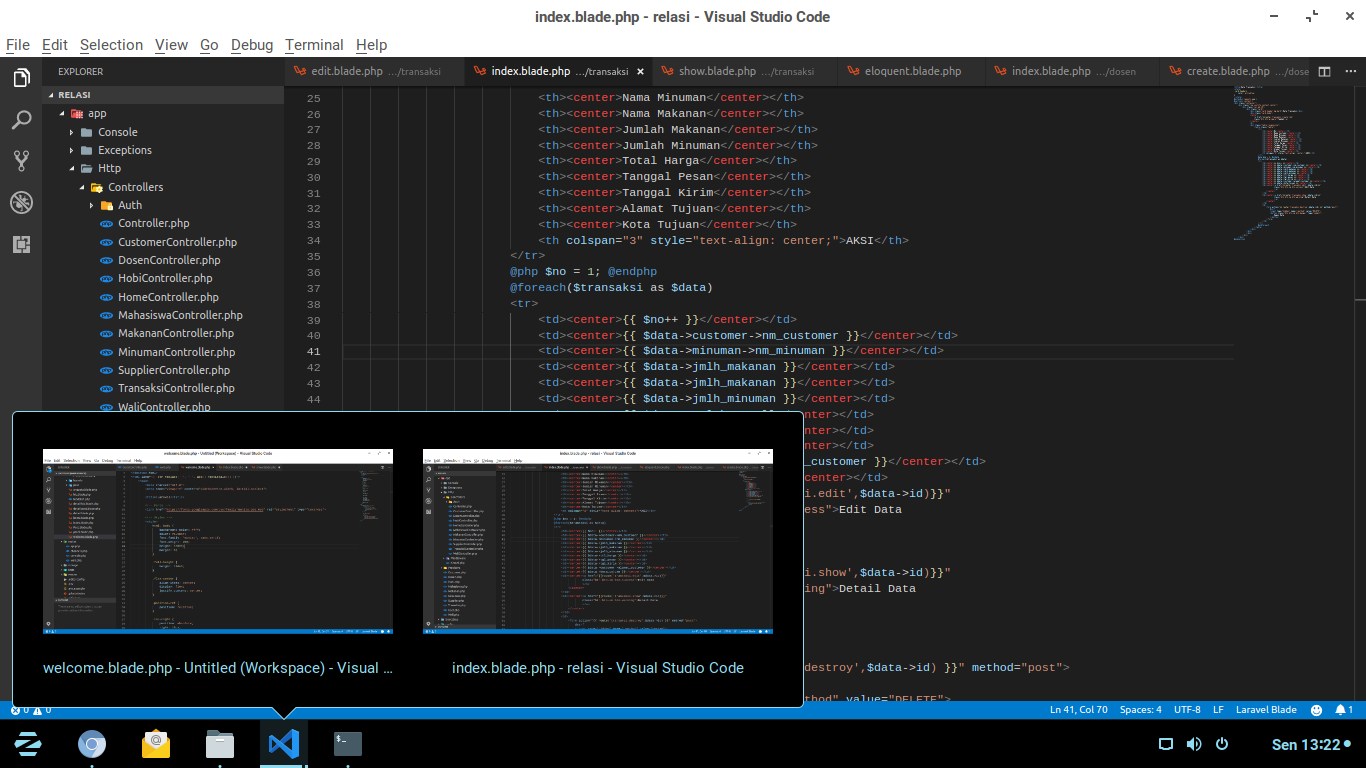 index.blade.php - relasi - Visual Studio Code
File Edit Selection View Go Debug Terminal Help
EXPLORER
edit.blade.php .../transaksi
index.blade.php .../transaksi
show.blade.php .../transaksi
eloquent.blade.php
index.blade.php .../dosen
create.blade.php .../dose
RELASI
app
Console
Exceptions
Http
Controllers
Auth
Controller.php
CustomerController.php
DosenController.php
HobiController.php
HomeController.php
MahasiswaController.php
MakananController.php
MinumanController.php
SupplierController.php
TransaksiController.php
WaliController.php
25 <th><center>Nama Minuman</center></th>
26 <th><center>Nama Makanan</center></th>
27 <th><center>Jumlah Makanan</center></th>
28 <th><center>Jumlah Minuman</center></th>
29 <th><center>Total Harga</center></th>
30 <th><center>Tanggal Pesan</center></th>
31 <th><center>Tanggal Kirim</center></th>
32 <th><center>Alamat Tujuan</center></th>
33 <th><center>Kota Tujuan</center></th>
34 <th colspan="3" style="text-align: center;">AKSI</th>
35 </tr>
36 @php $no = 1; @endphp
37 @foreach($transaksi as $data)
38 <tr>
39 <td><center>{{ $no++ }}</center></td>
40 <td><center>{{ $data->customer->nm_customer }}</center></td>
41 <td><center>{{ $data->minuman->nm_minuman }}</center></td>
42 <td><center>{{ $data->jmlh_makanan }}</center></td>
43 <td><center>{{ $data->jmlh_makanan }}</center></td>
44 <td><center>{{ $data->jmlh_minuman }}</center></td>
nter></td>
nter></td>
nter></td>
_customer }}</center></td>
nter></td>
i.edit',$data->id)}}"
ess">Edit Data
i.show',$data->id)}}"
ing">Detail Data
destroy',$data->id) }}" method="post">
thod" value="DELETE">
welcome.blade.php - Untitled (Workspace) - Visual ...
index.blade.php - relasi - Visual Studio Code
0 0
Ln 41, Col 70 Spaces: 4 UTF-8 LF Laravel Blade 1
Sen 13:22